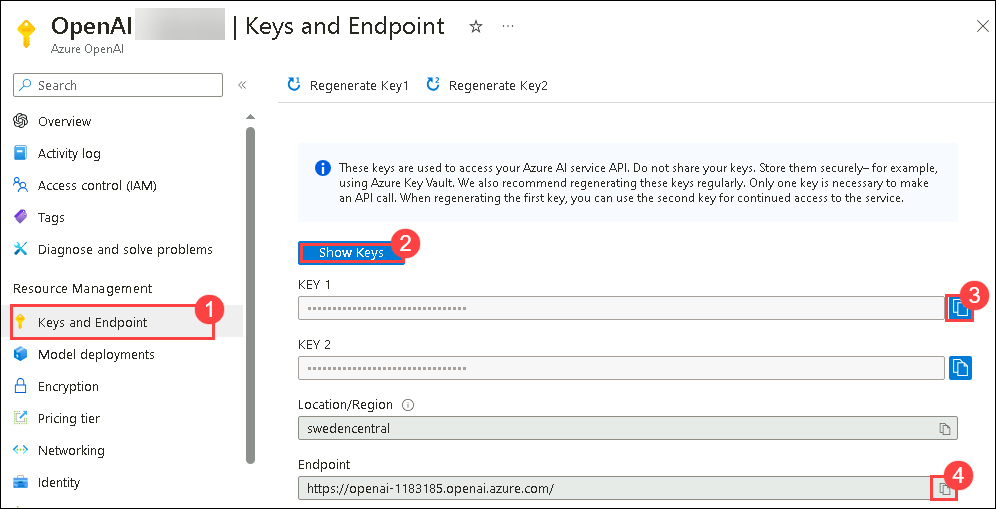 OpenAI | Keys and Endpoint
Azure OpenAI
Search
Overview
Activity log
Access control (IAM)
Tags
Diagnose and solve problems
Resource Management
Keys and Endpoint
1
Model deployments
Encryption
Pricing tier
Networking
Identity
Regenerate Key1
Regenerate Key2
These keys are used to access your Azure AI service API. Do not share your keys. Store them securely– for example,
using Azure Key Vault. We also recommend regenerating these keys regularly. Only one key is necessary to make
an API call. When regenerating the first key, you can use the second key for continued access to the service.
Show Keys
2
KEY 1
3
KEY 2
Location/Region
swedencentral
Endpoint
https://openai-1183185.openai.azure.com/
4